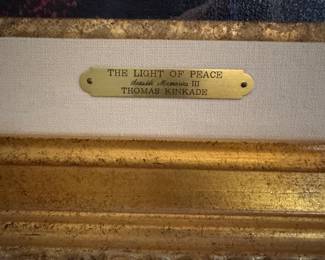 THE LIGHT OF PEACE
Seaside Memories III
THOMAS KINKADE